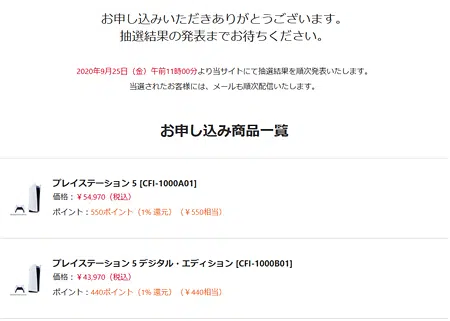 お申し込みいただきありがとうございます。
抽選結果の発表までお待ちください。
2020年9月25日（金）午前11時00分より当サイトにて抽選結果を順次発表いたします。
当選されたお客様には、メールも順次配信いたします。
お申し込み商品一覧
プレイステーション 5 [CFI-1000A01]
価格：￥54,970（税込）
ポイント：550ポイント（1% 還元）（￥550相当）
プレイステーション 5 デジタル・エディション [CFI-1000B01]
価格：￥43,970（税込）
ポイント：440ポイント（1% 還元）（￥440相当）